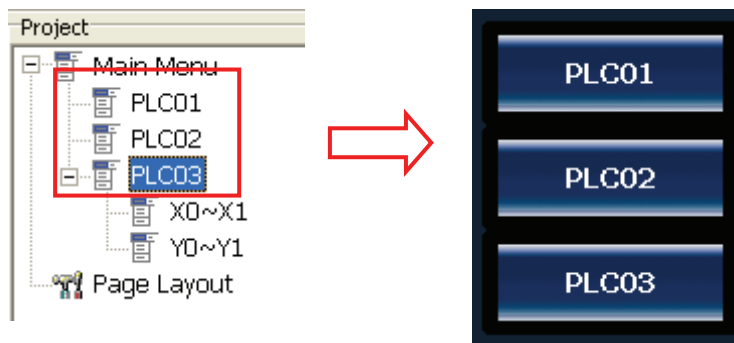 Project
Main Menu
PLC01
PLC02
PLC03
X0~X1
Y0~Y1
Page Layout
PLC01
PLC02
PLC03